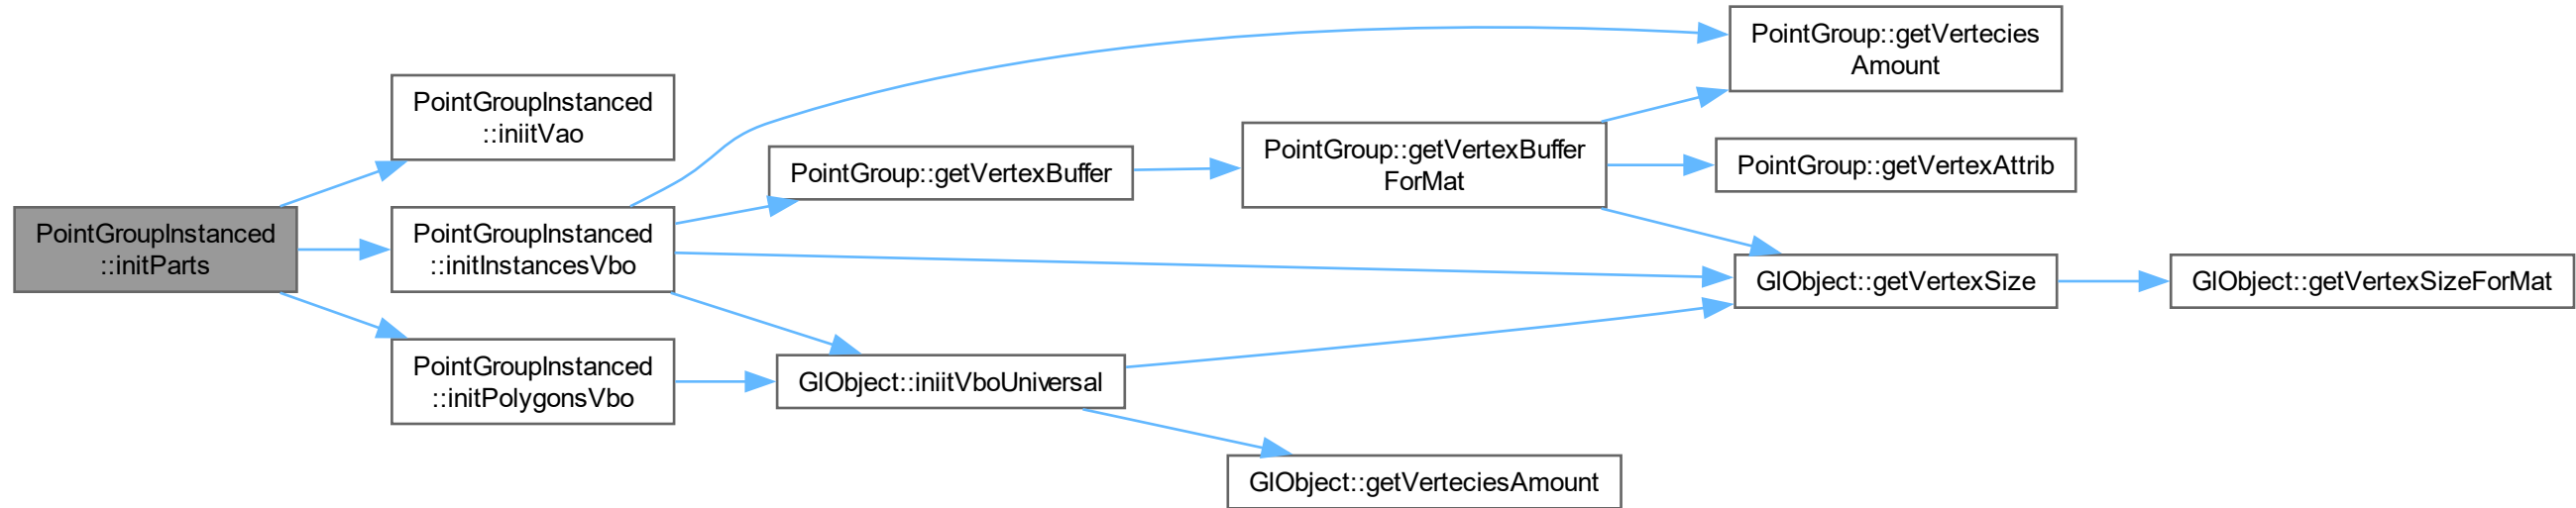 PointGroupInstanced
::initParts
PointGroupInstanced
::iniitVao
PointGroupInstanced
::initInstancesVbo
PointGroupInstanced
::initPolygonsVbo
PointGroup::getVertexBuffer
GlObject::iniitVboUniversal
PointGroup::getVertexBuffer
ForMat
GlObject::getVerteciesAmount
PointGroup::getVertecies
Amount
PointGroup::getVertexAttrib
GlObject::getVertexSize
GlObject::getVertexSizeForMat